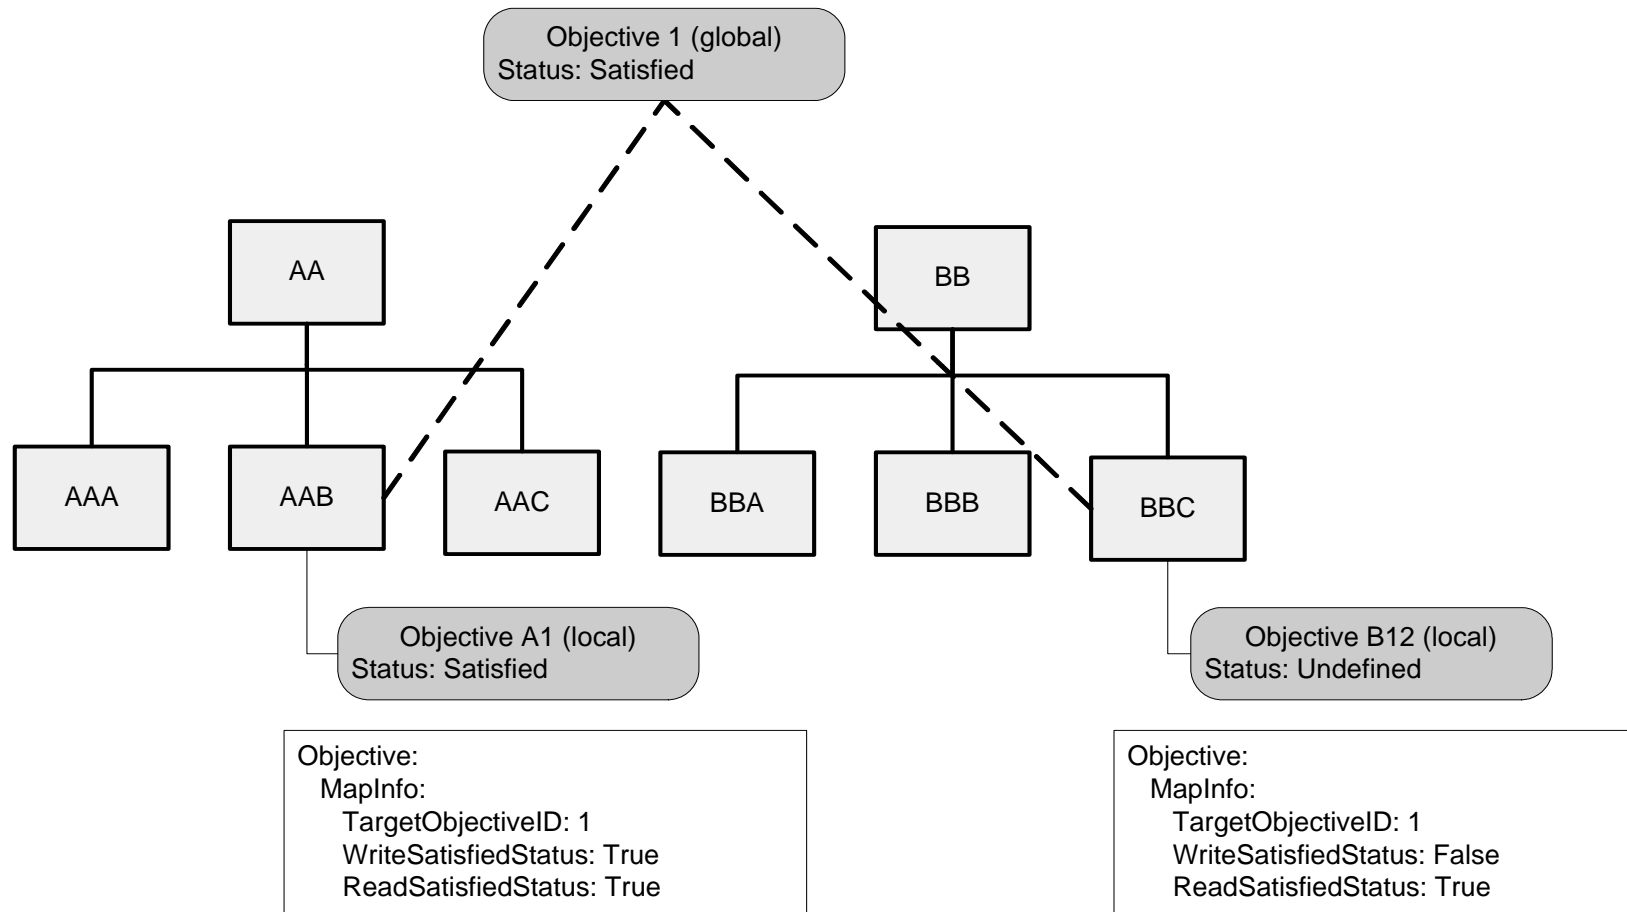 Objective 1 (global)
Status: Satisfied
AA
BB
AAA
AAB
AAC
BBA
BBB
BBC
Objective A1 (local)
Status: Satisfied
Objective B12 (local)
Status: Undefined
Objective:
MapInfo:
TargetObjectiveID: 1
WriteSatisfiedStatus: True
ReadSatisfiedStatus: True
Objective:
MapInfo:
TargetObjectiveID: 1
WriteSatisfiedStatus: False
ReadSatisfiedStatus: True